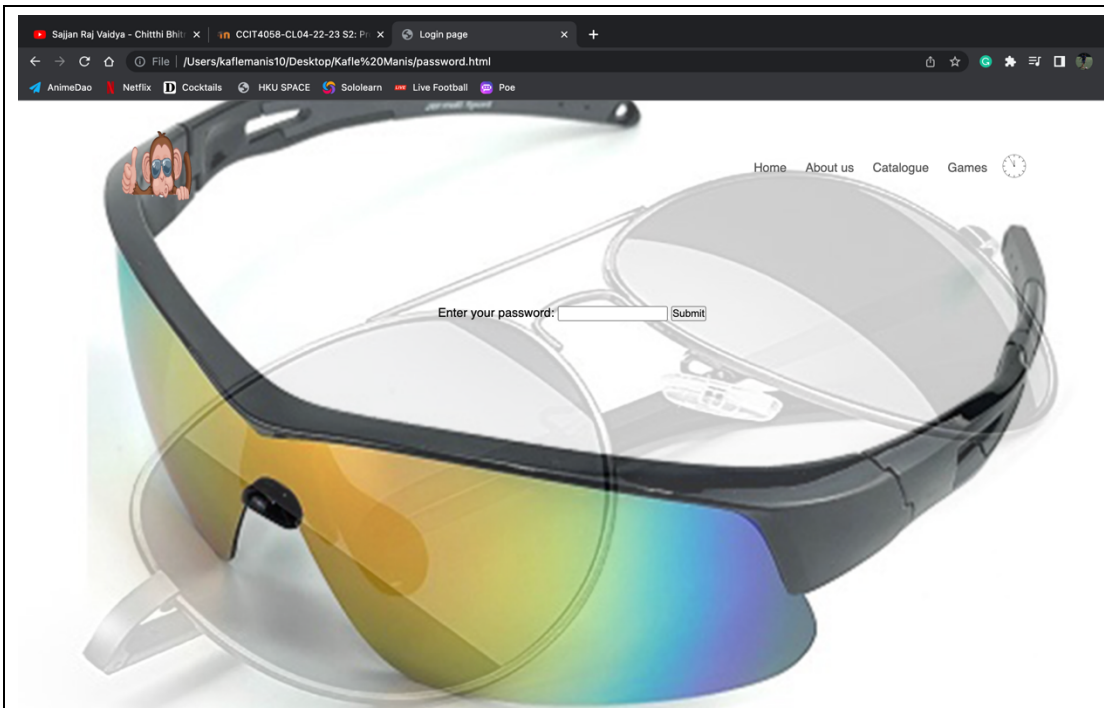 Sajjan Raj Vaidya - Chitthi Bhit
CCIT4058-CL04-22-23 S2: Pr
Login page
File /Users/kaflemanis10/Desktop/Kafle%20Manis/password.html
AnimeDao Netflix Cocktails HKU SPACE Sololearn LIVE Live Football Poe
Home About us Catalogue Games
Enter your password: Submit